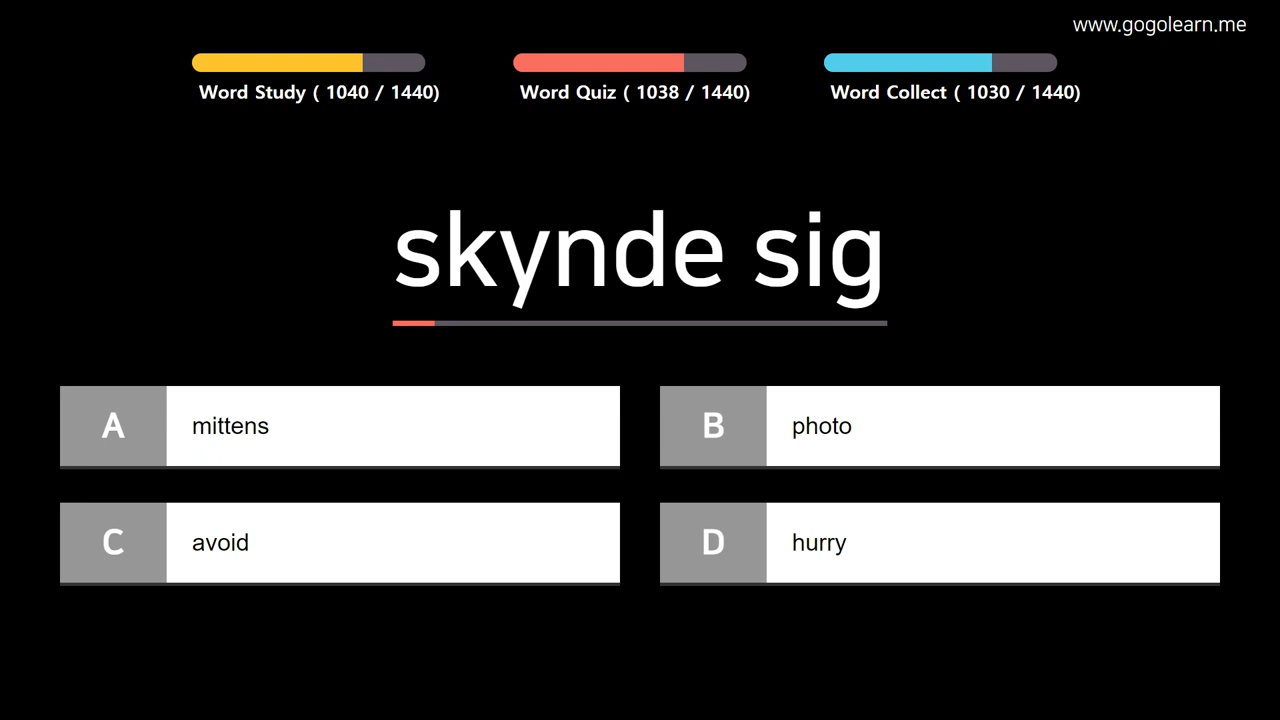 www.gogolearn.me
Word Study ( 1040 / 1440)
Word Quiz ( 1038 / 1440)
Word Collect ( 1030 / 1440)
skynde sig
A mittens
B photo
C avoid
D hurry